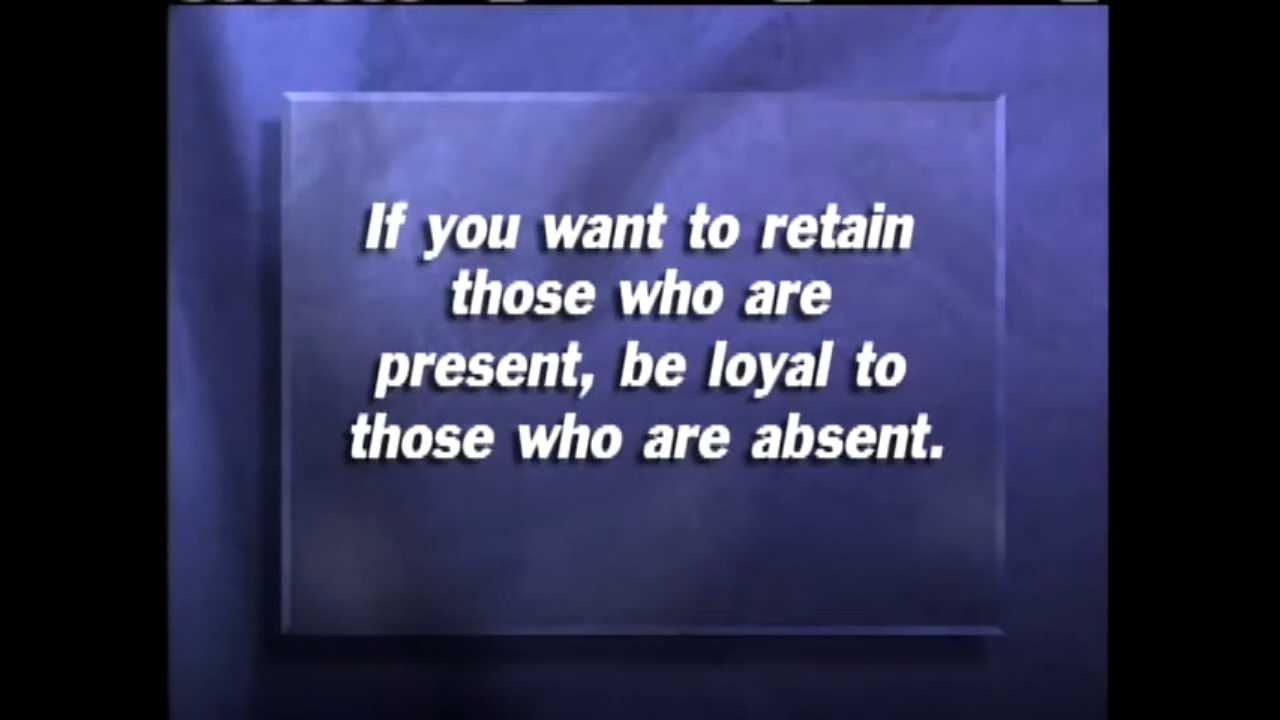 If you want to retain
those who are
present, be loyal to
those who are absent.